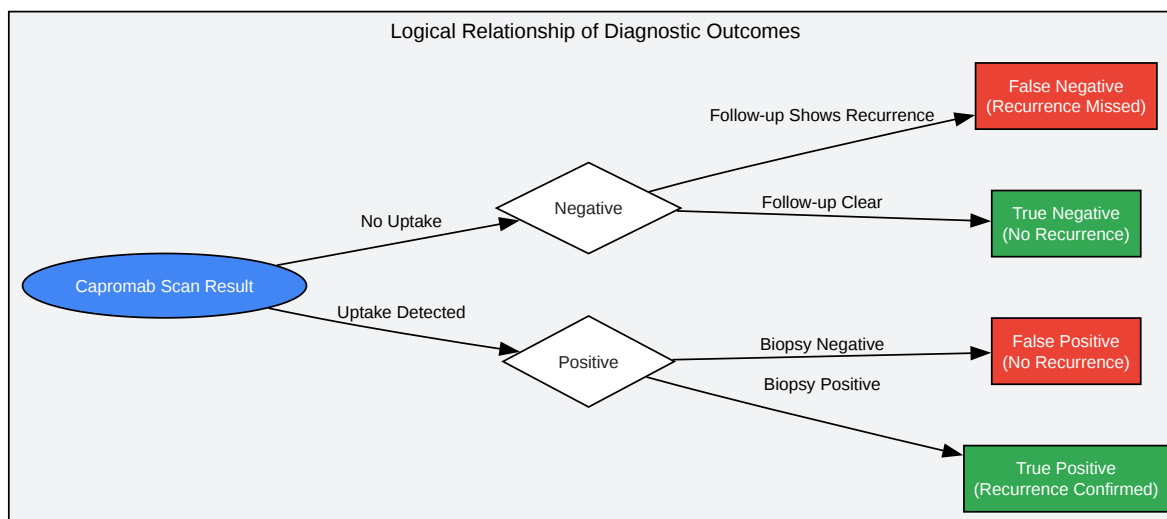 Logical Relationship of Diagnostic Outcomes
Capromab Scan Result
No Uptake
Uptake Detected
Negative
Positive
Follow-up Shows Recurrence
Follow-up Clear
Biopsy Negative
Biopsy Positive
False Negative
(Recurrence Missed)
True Negative
(No Recurrence)
False Positive
(No Recurrence)
True Positive
(Recurrence Confirmed)